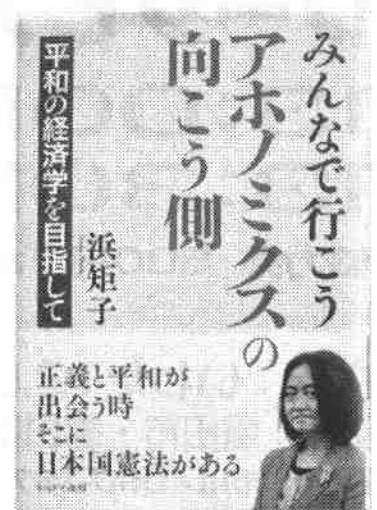 みんなで行こう
アホノミクスの
向こう側
平和の経済学を目指して
浜矩子
正義と平和が
出会う時
そこに
日本国憲法がある